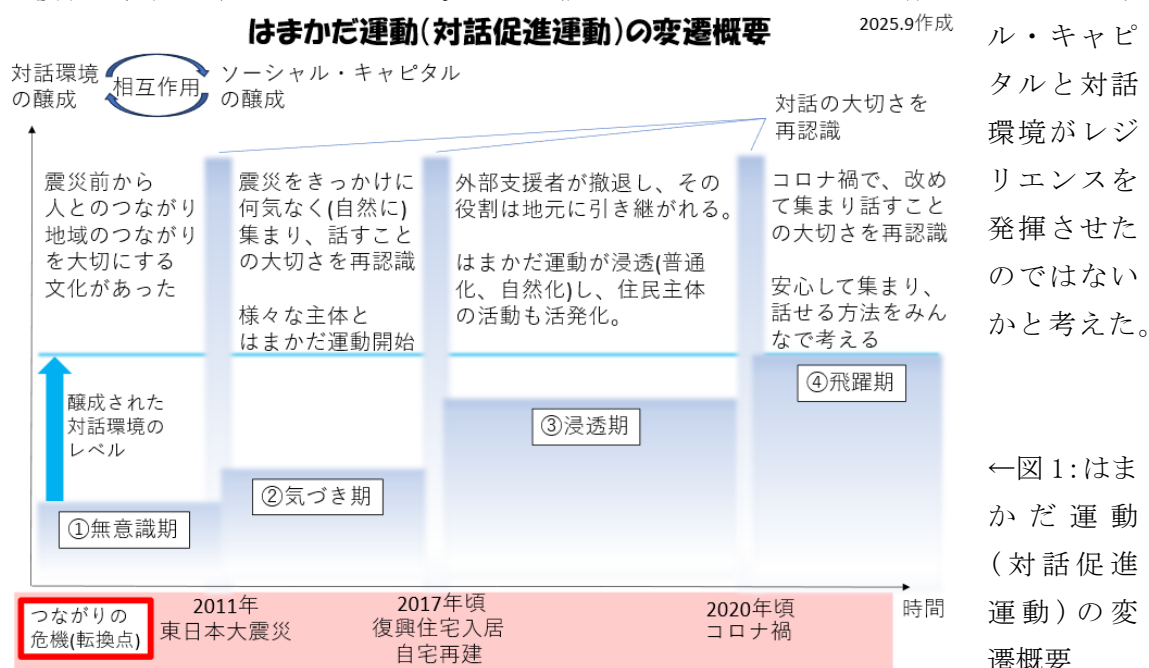 はまかだ運動(対話促進運動)の変遷概要
2025.9作成
対話環境
の醸成
相互作用
ソーシャル・キャピタル
の醸成
対話の大切さを
再認識
震災前から
人とのつながり
地域のつながり
を大切にする
文化があった
震災をきっかけに
何気なく(自然に)
集まり、話すこと
の大切さを再認識
様々な主体と
はまかだ運動開始
外部支援者が撤退し、その
役割は地元に引き継がれる。
はまかだ運動が浸透(普通
化、自然化)し、住民主体
の活動も活発化。
コロナ禍で、改め
て集まり話すこと
の大切さを再認識
安心して集まり、
話せる方法をみん
なで考える
醸成された
対話環境の
レベル
①無意識期
②気づき期
③浸透期
④飛躍期
つながりの
危機(転換点)
2011年
東日本大震災
2017年頃
復興住宅入居
自宅再建
2020年頃
コロナ禍
時間
ル・キャピ
タルと対話
環境がレジ
リエンスを
発揮させた
のではない
かと考えた。
←図1:はま
かだ運動
(対話促進
運動)の変
遷概要